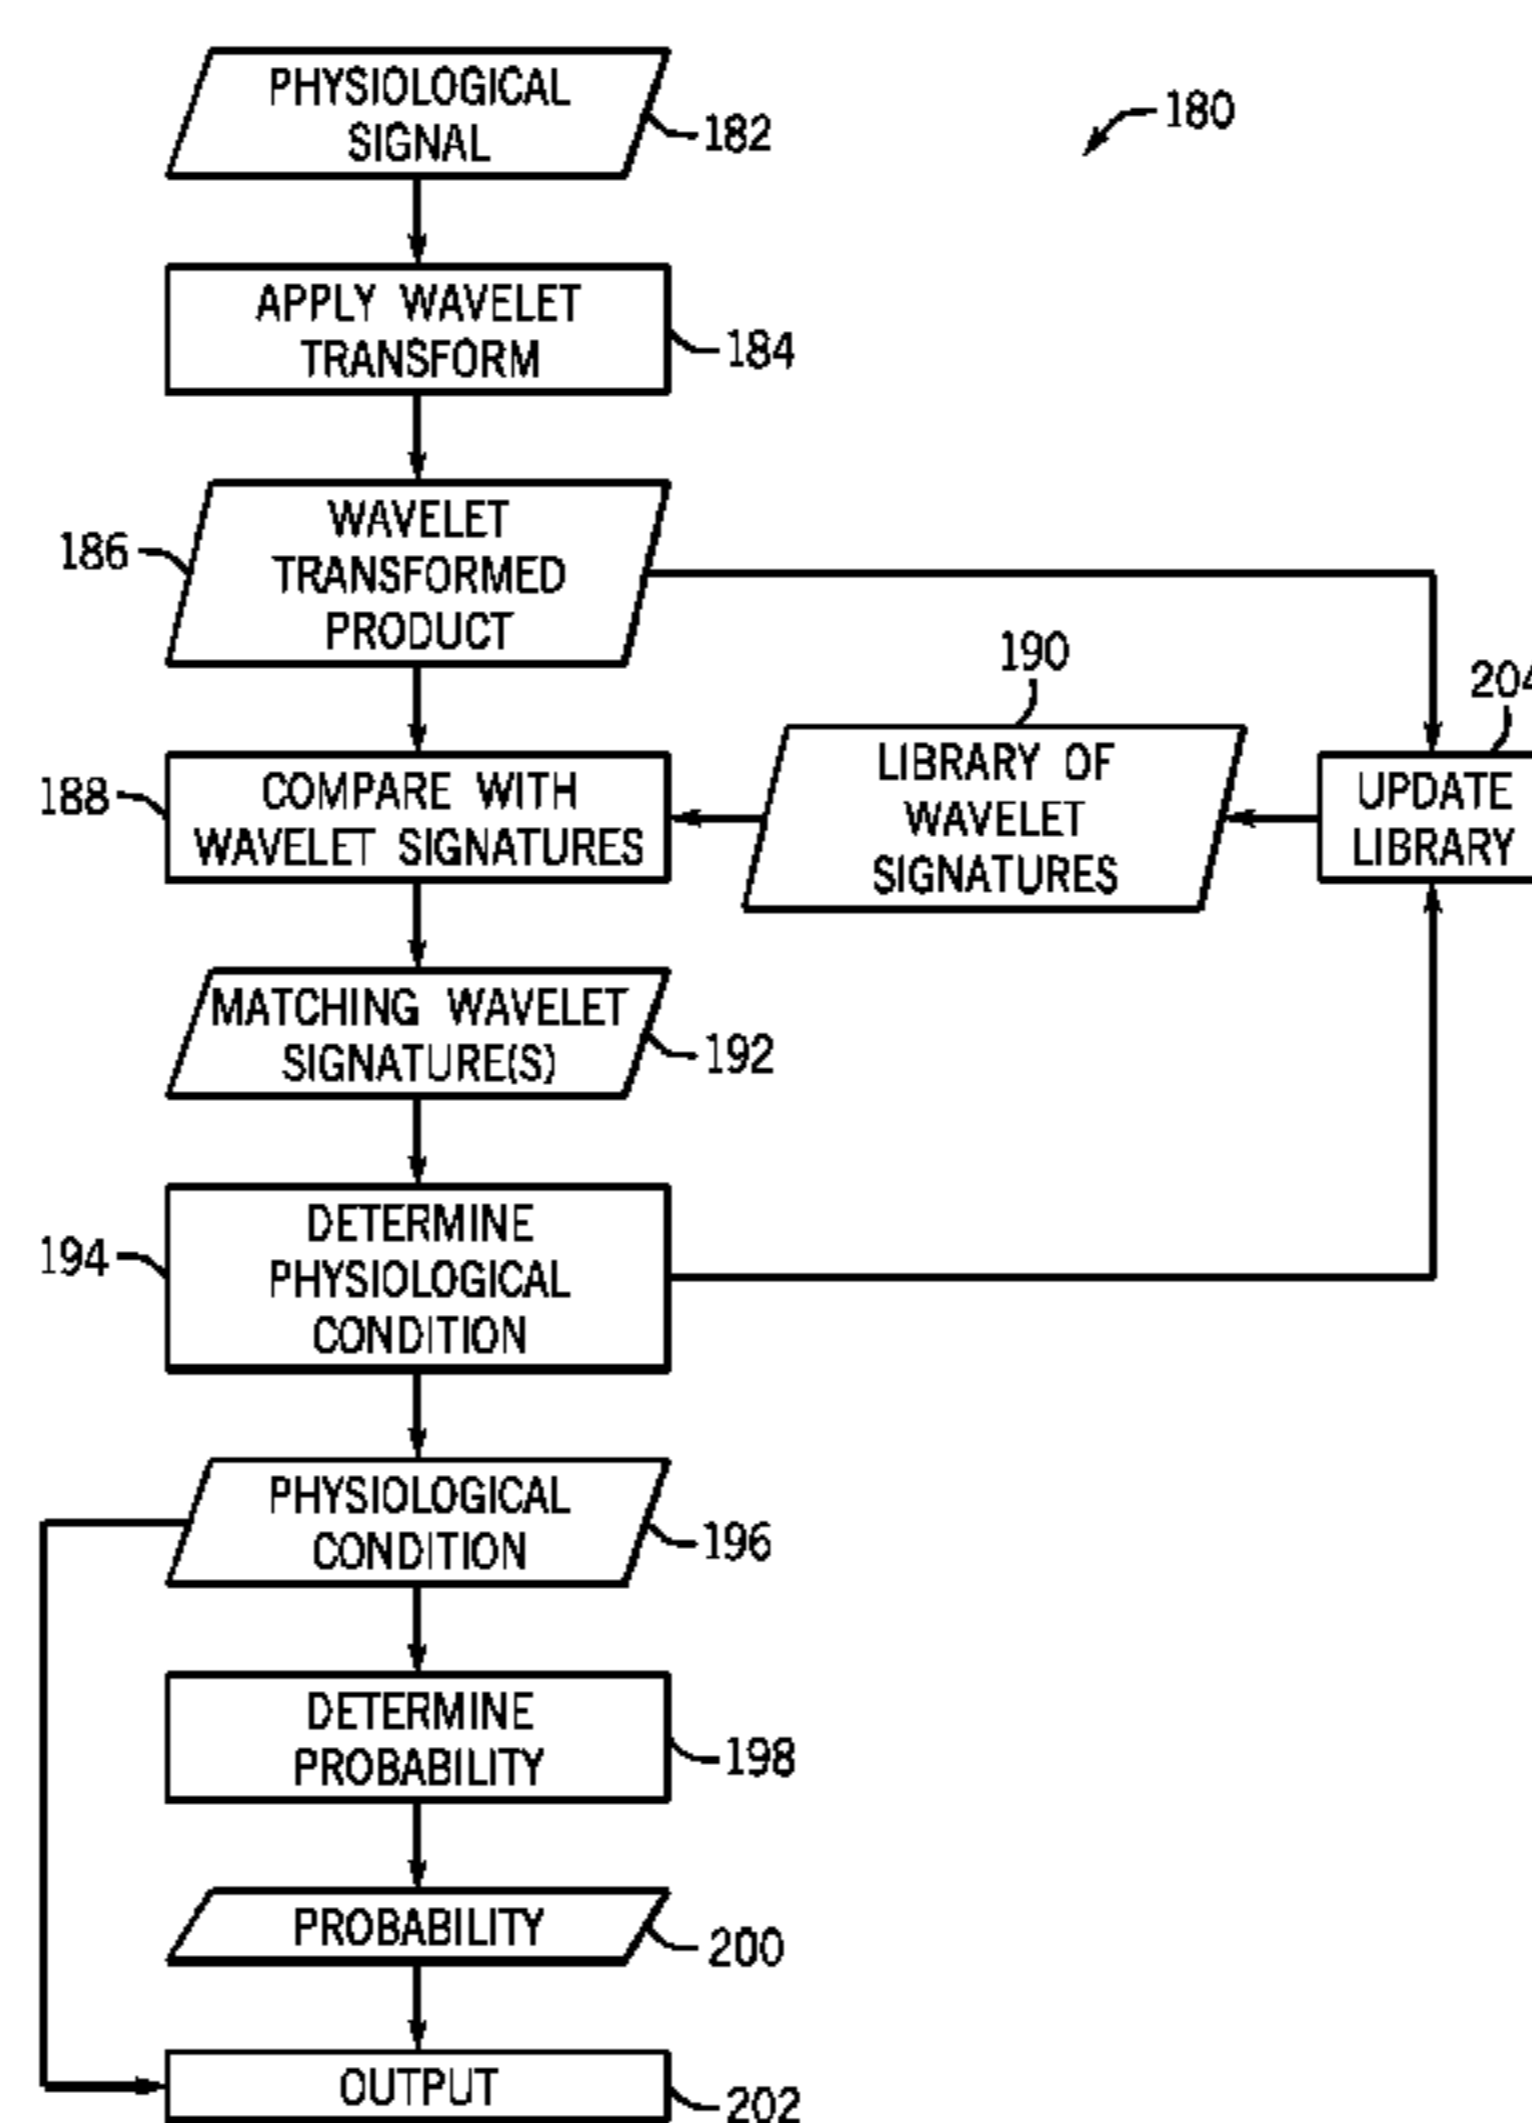 PHYSIOLOGICAL
SIGNAL
182
180
APPLY WAVELET
TRANSFORM
184
186
WAVELET
TRANSFORMED
PRODUCT
188
COMPARE WITH
WAVELET SIGNATURES
190
LIBRARY OF
WAVELET
SIGNATURES
204
UPDATE
LIBRARY
MATCHING WAVELET
SIGNATURE(S)
192
194
DETERMINE
PHYSIOLOGICAL
CONDITION
PHYSIOLOGICAL
CONDITION
196
DETERMINE
PROBABILITY
198
PROBABILITY
200
OUTPUT
202